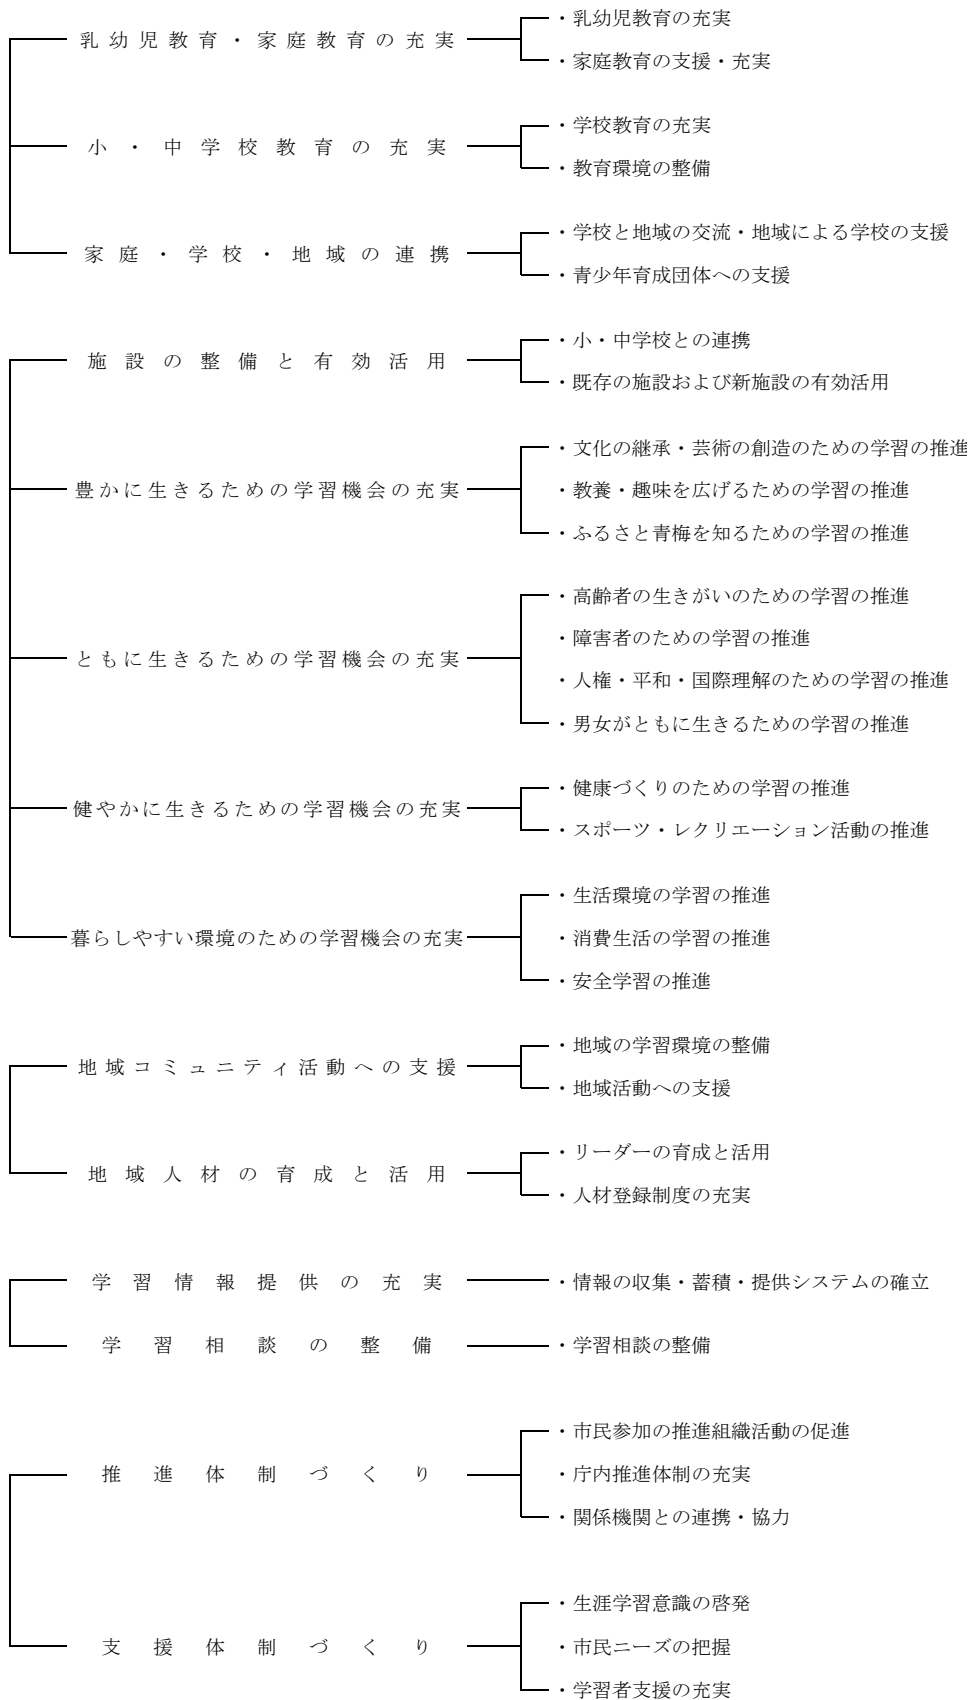 乳幼児教育・家庭教育の充実
・乳幼児教育の充実
・家庭教育の支援・充実
小・中学校教育の充実
・学校教育の充実
・教育環境の整備
家庭・学校・地域の連携
・学校と地域の交流・地域による学校の支援
・青少年育成団体への支援
施設の整備と有効活用
・小・中学校との連携
・既存の施設および新施設の有効活用
豊かに生きるための学習機会の充実
・文化の継承・芸術の創造のための学習の推進
・教養・趣味を広げるための学習の推進
・ふるさと青梅を知るための学習の推進
ともに生きるための学習機会の充実
・高齢者の生きがいのための学習の推進
・障害者のための学習の推進
・人権・平和・国際理解のための学習の推進
・男女がともに生きるための学習の推進
健やかに生きるための学習機会の充実
・健康づくりのための学習の推進
・スポーツ・レクリエーション活動の推進
暮らしやすい環境のための学習機会の充実
・生活環境の学習の推進
・消費生活の学習の推進
・安全学習の推進
地域コミュニティ活動への支援
・地域の学習環境の整備
・地域活動への支援
地域人材の育成と活用
・リーダーの育成と活用
・人材登録制度の充実
学習情報提供の充実
・情報の収集・蓄積・提供システムの確立
学習相談の整備
・学習相談の整備
推進体制づくり
・市民参加の推進組織活動の促進
・庁内推進体制の充実
・関係機関との連携・協力
支援体制づくり
・生涯学習意識の啓発
・市民ニーズの把握
・学習者支援の充実